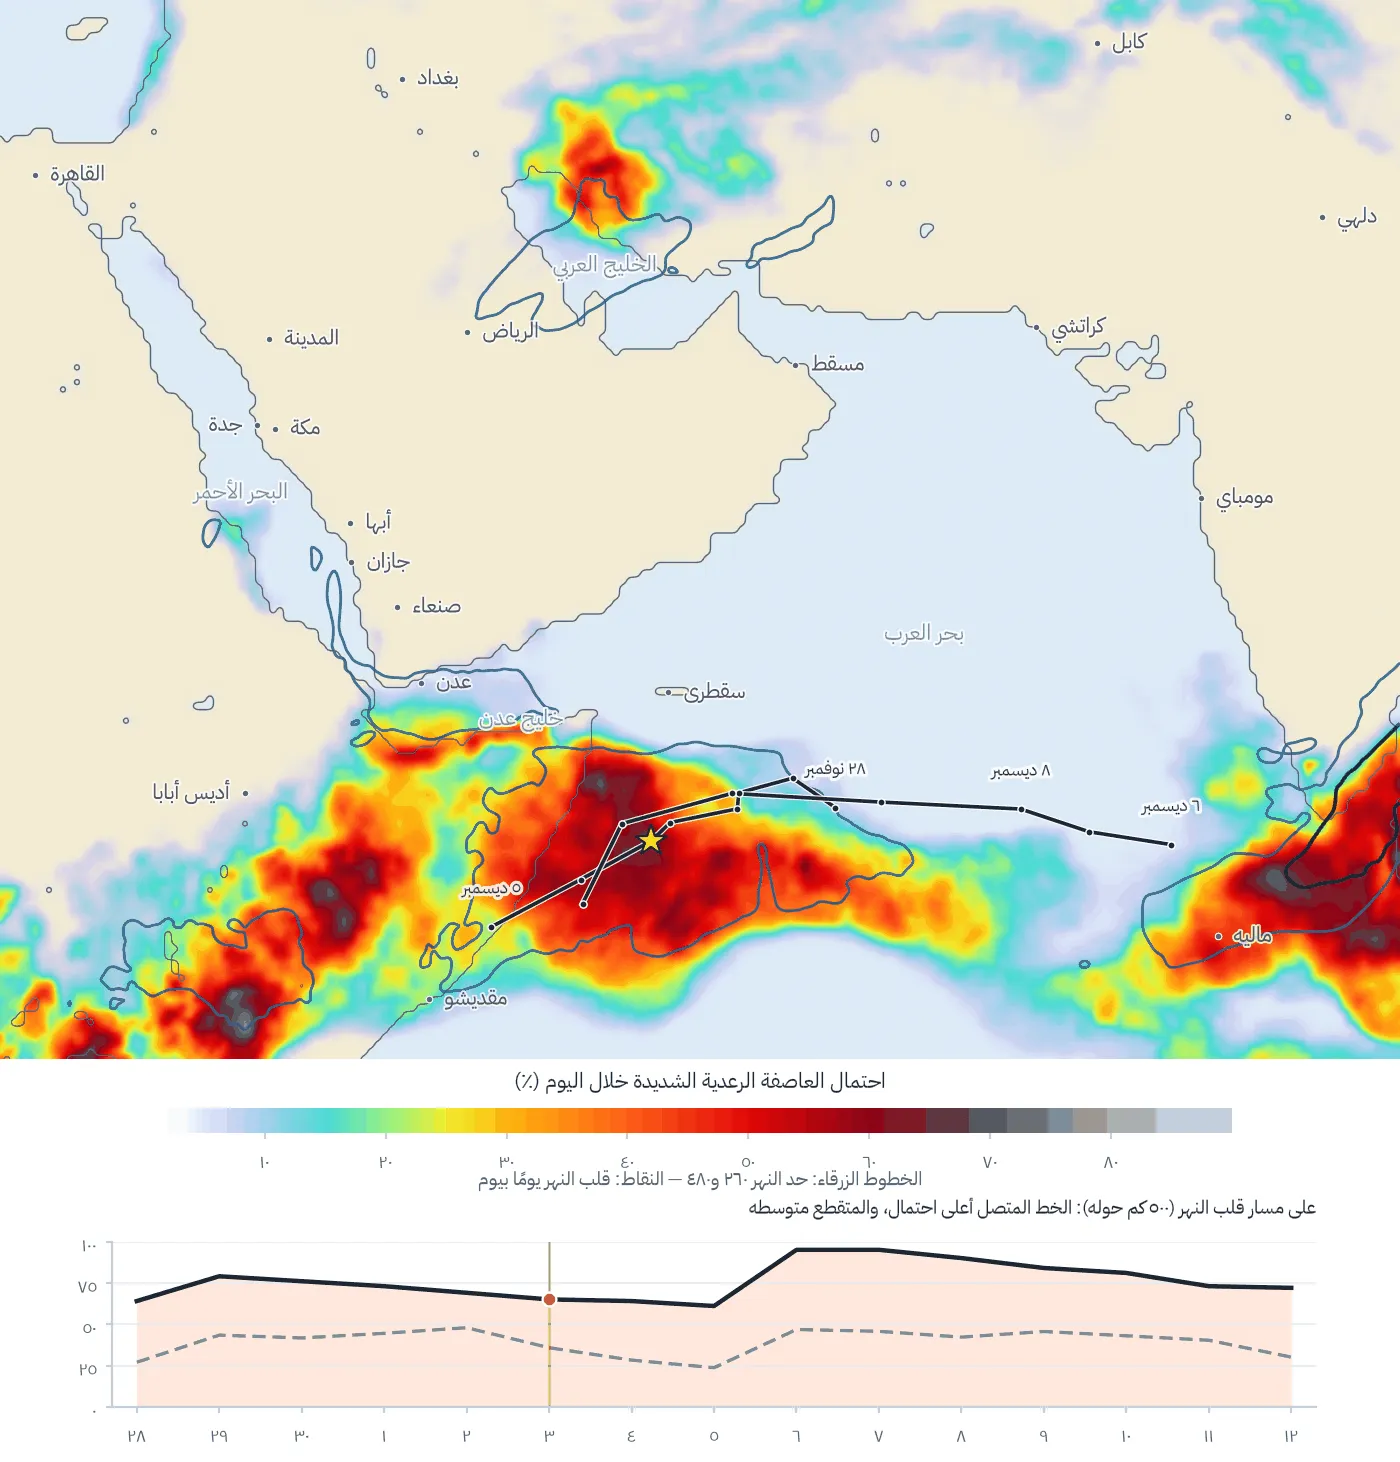 كابل
بغداد
القاهرة
دلهي
الخليج العربي
كراتشي
الرياض
المدينة
مسقط
جدة
مكة
البحر الأحمر
مومباي
أبها
جازان
صنعاء
بحر العرب
عدن
سقطرى
خليج عدن
٢٨ نوفمبر
٨ ديسمبر
أديس أبابا
٦ ديسمبر
٥ ديسمبر
ماليه
مقديشو
احتمال العاصفة الرعدية الشديدة خلال اليوم (٪)
١٠ ٢٠ ٣٠ ٤٠ ٥٠ ٦٠ ٧٠ ٨٠
الخطوط الزرقاء: حد النهر ٢٦٠ و٤٨٠ — النقاط: قلب النهر يومًا بيوم
على مسار قلب النهر (٥٠٠ كم حوله): الخط المتصل أعلى احتمال، والمتقطع متوسطه
١٠٠
٧٥
٥٠
٢٥
٠
٢٨ ٢٩ ٣٠ ١ ٢ ٣ ٤ ٥ ٦ ٧ ٨ ٩ ١٠ ١١ ١٢